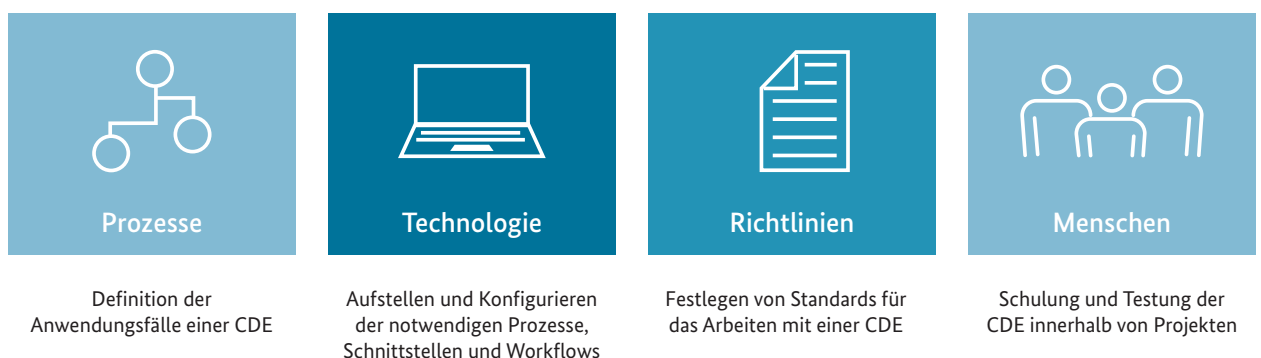 Prozesse
Definition der
Anwendungsfälle einer CDE
Technologie
Aufstellen und Konfigurieren
der notwendigen Prozesse,
Schnittstellen und Workflows
Richtlinien
Festlegen von Standards für
das Arbeiten mit einer CDE
Menschen
Schulung und Testung der
CDE innerhalb von Projekten